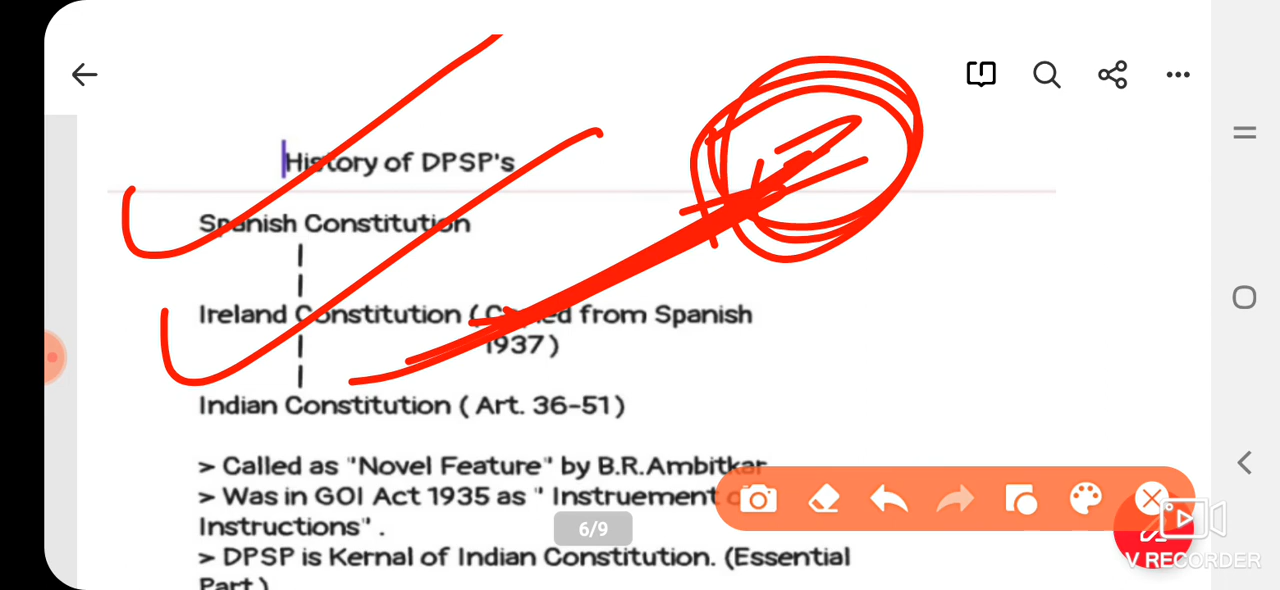 History of DPSP's
Spanish Constitution
Ireland Constitution ( Copied from Spanish
1937 )
Indian Constitution ( Art. 36-51 )
> Called as "Novel Feature" by B.R.Ambitkar
> Was in GOI Act 1935 as " Instruement
Instructions" .
> DPSP is Kernal of Indian Constitution. (Essential
Part )
6/9
V RECORDER